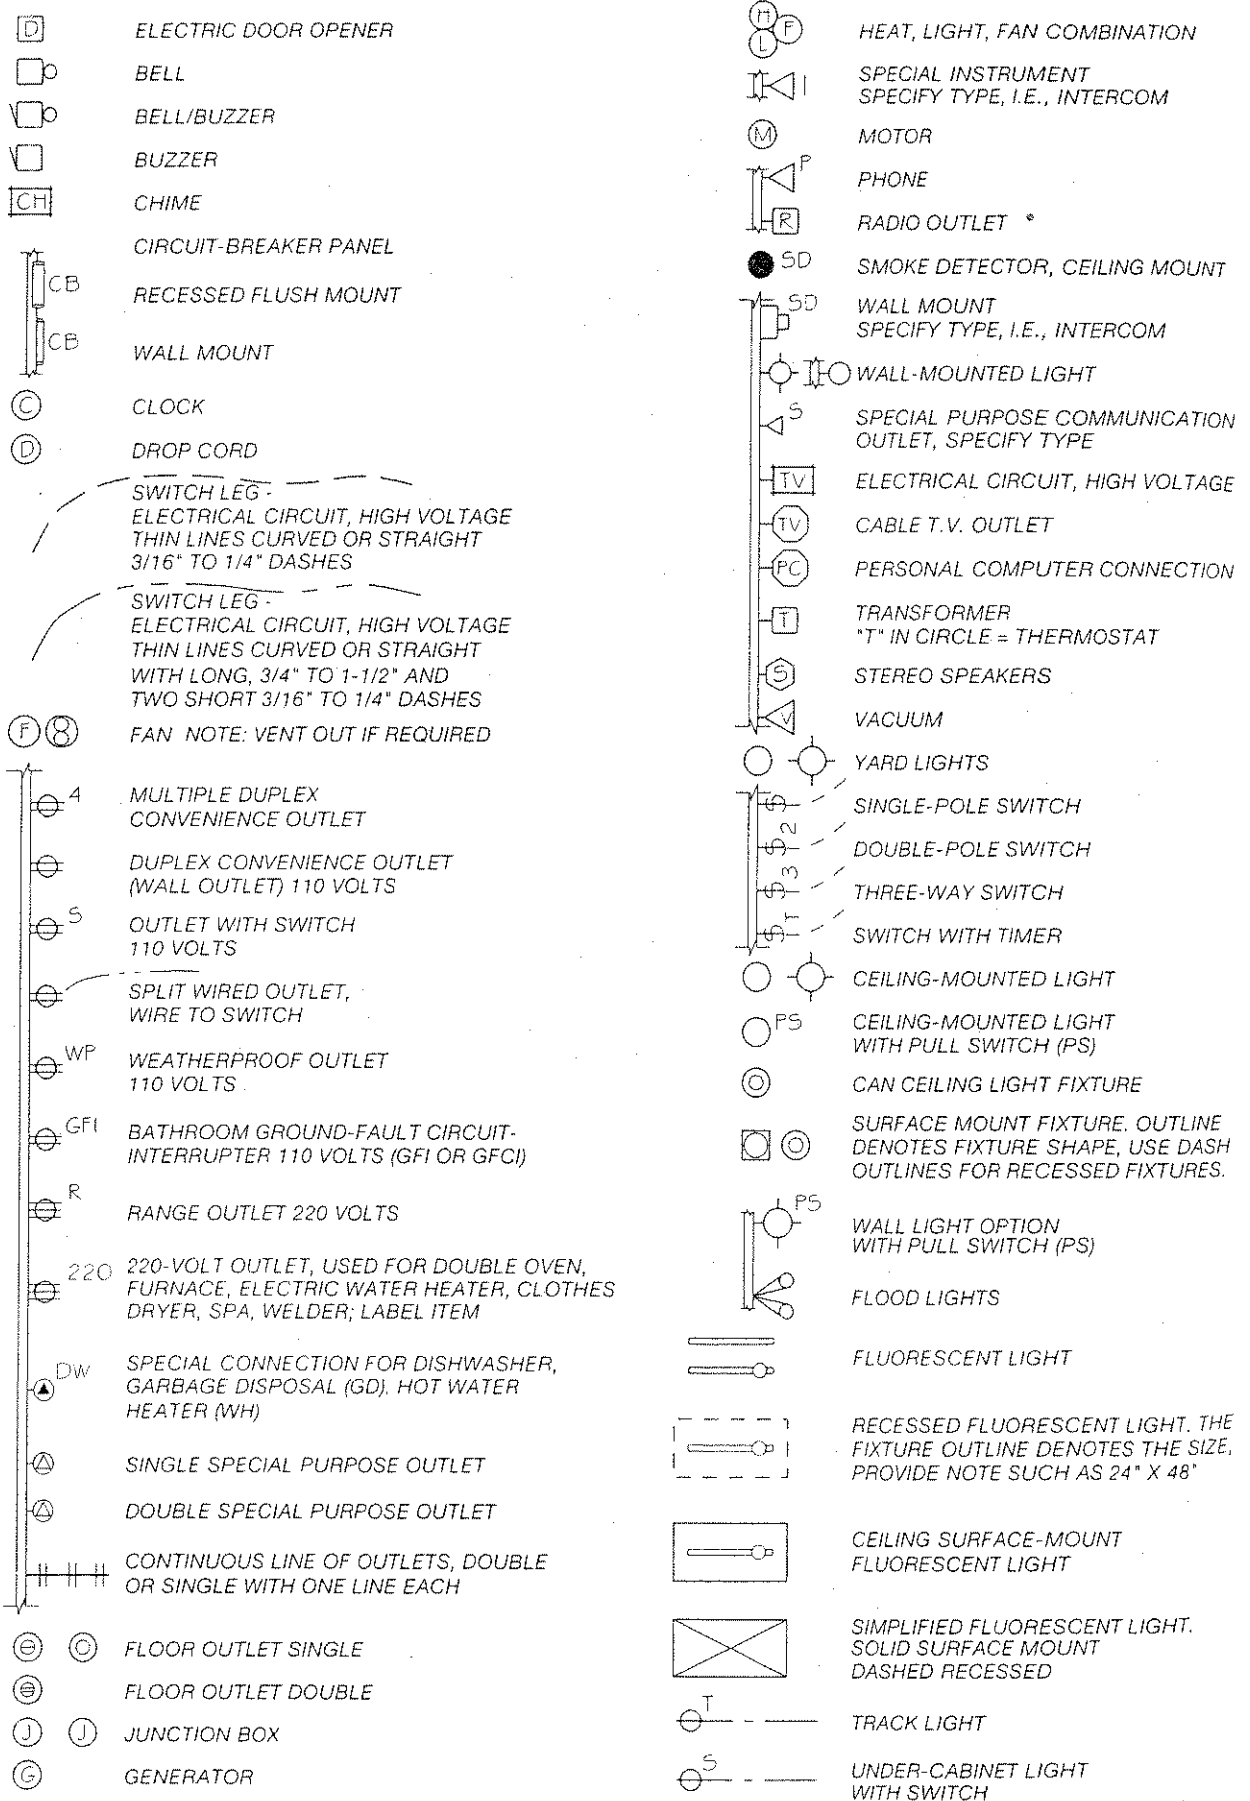 D ELECTRIC DOOR OPENER
BELL
BELL/BUZZER
BUZZER
CH CHIME
CIRCUIT-BREAKER PANEL
CB RECESSED FLUSH MOUNT
CB WALL MOUNT
C CLOCK
D DROP CORD
SWITCH LEG -
ELECTRICAL CIRCUIT, HIGH VOLTAGE
THIN LINES CURVED OR STRAIGHT
3/16" TO 1/4" DASHES
SWITCH LEG -
ELECTRICAL CIRCUIT, HIGH VOLTAGE
THIN LINES CURVED OR STRAIGHT
WITH LONG, 3/4" TO 1-1/2" AND
TWO SHORT 3/16" TO 1/4" DASHES
F 8 FAN NOTE: VENT OUT IF REQUIRED
4 MULTIPLE DUPLEX
CONVENIENCE OUTLET
DUPLEX CONVENIENCE OUTLET
(WALL OUTLET) 110 VOLTS
S OUTLET WITH SWITCH
110 VOLTS
SPLIT WIRED OUTLET,
WIRE TO SWITCH
WP WEATHERPROOF OUTLET
110 VOLTS
GFI BATHROOM GROUND-FAULT CIRCUIT-
INTERRUPTER 110 VOLTS (GFI OR GFCI)
R RANGE OUTLET 220 VOLTS
220 220-VOLT OUTLET, USED FOR DOUBLE OVEN,
FURNACE, ELECTRIC WATER HEATER, CLOTHES
DRYER, SPA, WELDER; LABEL ITEM
DW SPECIAL CONNECTION FOR DISHWASHER,
GARBAGE DISPOSAL (GD), HOT WATER
HEATER (WH)
SINGLE SPECIAL PURPOSE OUTLET
DOUBLE SPECIAL PURPOSE OUTLET
CONTINUOUS LINE OF OUTLETS, DOUBLE
OR SINGLE WITH ONE LINE EACH
FLOOR OUTLET SINGLE
FLOOR OUTLET DOUBLE
J J JUNCTION BOX
G GENERATOR
H F L HEAT, LIGHT, FAN COMBINATION
I SPECIAL INSTRUMENT
SPECIFY TYPE, I.E., INTERCOM
M MOTOR
P PHONE
R RADIO OUTLET
SD SMOKE DETECTOR, CEILING MOUNT
SD WALL MOUNT
SPECIFY TYPE, I.E., INTERCOM
WALL-MOUNTED LIGHT
S SPECIAL PURPOSE COMMUNICATION
OUTLET, SPECIFY TYPE
TV ELECTRICAL CIRCUIT, HIGH VOLTAGE
TV CABLE T.V. OUTLET
PC PERSONAL COMPUTER CONNECTION
T TRANSFORMER
"T" IN CIRCLE = THERMOSTAT
S STEREO SPEAKERS
V VACUUM
YARD LIGHTS
$ SINGLE-POLE SWITCH
$ 2 DOUBLE-POLE SWITCH
$ 3 THREE-WAY SWITCH
$ T SWITCH WITH TIMER
CEILING-MOUNTED LIGHT
PS CEILING-MOUNTED LIGHT
WITH PULL SWITCH (PS)
CAN CEILING LIGHT FIXTURE
SURFACE MOUNT FIXTURE. OUTLINE
DENOTES FIXTURE SHAPE, USE DASH
OUTLINES FOR RECESSED FIXTURES.
PS WALL LIGHT OPTION
WITH PULL SWITCH (PS)
FLOOD LIGHTS
FLUORESCENT LIGHT
RECESSED FLUORESCENT LIGHT. THE
FIXTURE OUTLINE DENOTES THE SIZE,
PROVIDE NOTE SUCH AS 24" X 48"
CEILING SURFACE-MOUNT
FLUORESCENT LIGHT
SIMPLIFIED FLUORESCENT LIGHT.
SOLID SURFACE MOUNT
DASHED RECESSED
T TRACK LIGHT
S UNDER-CABINET LIGHT
WITH SWITCH